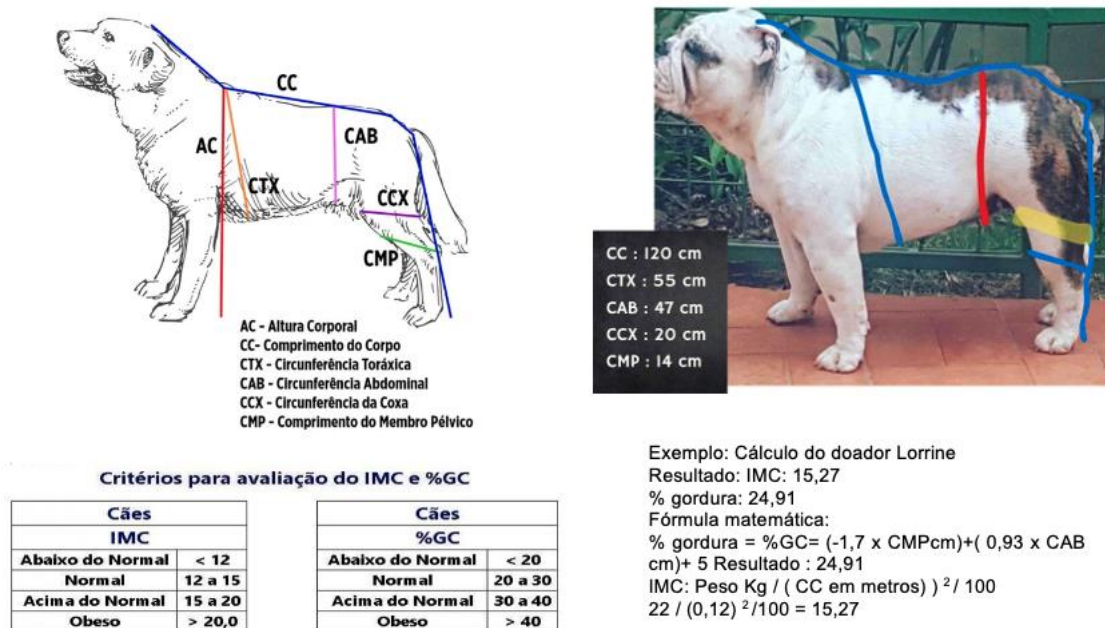 CC
AC
CAB
CTX
CCX
CMP
AC - Altura Corporal
CC- Comprimento do Corpo
CTX - Circunferência Toráxica
CAB - Circunferência Abdominal
CCX - Circunferência da Coxa
CMP - Comprimento do Membro Pélvico
CC : 120 cm
CTX : 55 cm
CAB : 47 cm
CCX : 20 cm
CMP : 14 cm
Critérios para avaliação do IMC e %GC
Cães
IMC
Abaixo do Normal < 12
Normal 12 a 15
Acima do Normal 15 a 20
Obeso > 20,0
Cães
%GC
Abaixo do Normal < 20
Normal 20 a 30
Acima do Normal 30 a 40
Obeso > 40
Exemplo: Cálculo do doador Lorrine
Resultado: IMC: 15,27
% gordura: 24,91
Fórmula matemática:
% gordura = %GC= (-1,7 x CMPcm)+( 0,93 x CAB
cm)+ 5 Resultado : 24,91
IMC: Peso Kg / ( CC em metros) ) ² / 100
22 / (0,12) ² /100 = 15,27